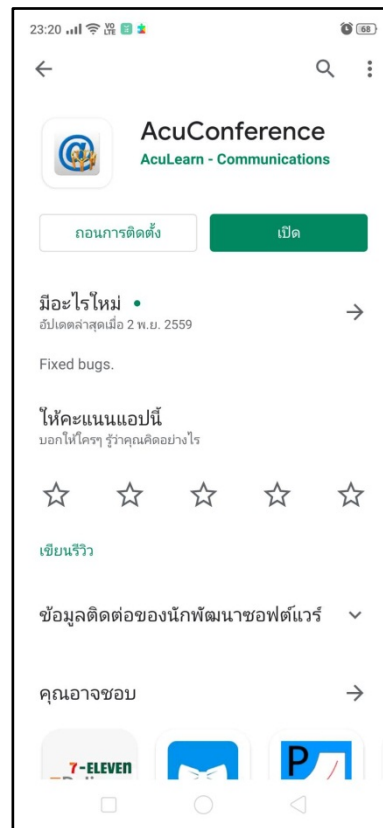 23:20
VO
LTE
68
AcuConference
AcuLearn - Communications
ถอนการติดตั้ง
เปิด
มีอะไรใหม่
อัปเดตล่าสุดเมื่อ 2 พ.ย. 2559
Fixed bugs.
ให้คะแนนแอปนี้
บอกให้ใครๆ รู้ว่าคุณคิดอย่างไร
เขียนรีวิว
ข้อมูลติดต่อของนักพัฒนาซอฟต์แวร์
คุณอาจชอบ
7-ELEVEN
P